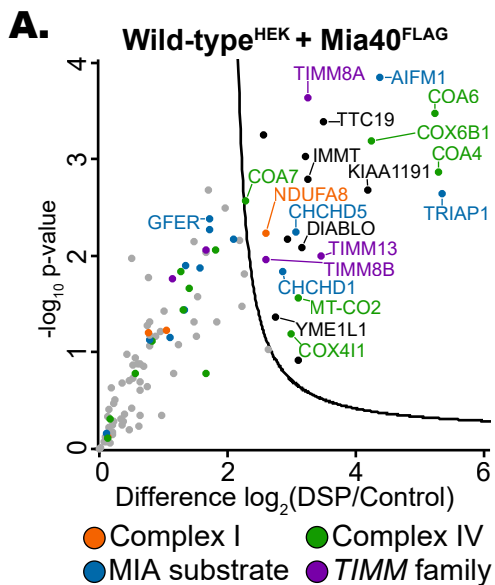 A.
Wild-type^HEK + Mia40^FLAG
4
TIMM8A
AIFM1
COA6
TTC19
COX6B1
3
IMMT
KIAA1191
COA4
COA7
NDUFA8
TRIAP1
GFER
CHCHD5
DIABLO
2
TIMM13
TIMM8B
CHCHD1
MT-CO2
YME1L1
1
COX4I1
0
-log₁₀ p-value
0 2 4 6
Difference log₂(DSP/Control)
Complex I
Complex IV
MIA substrate
TIMM family